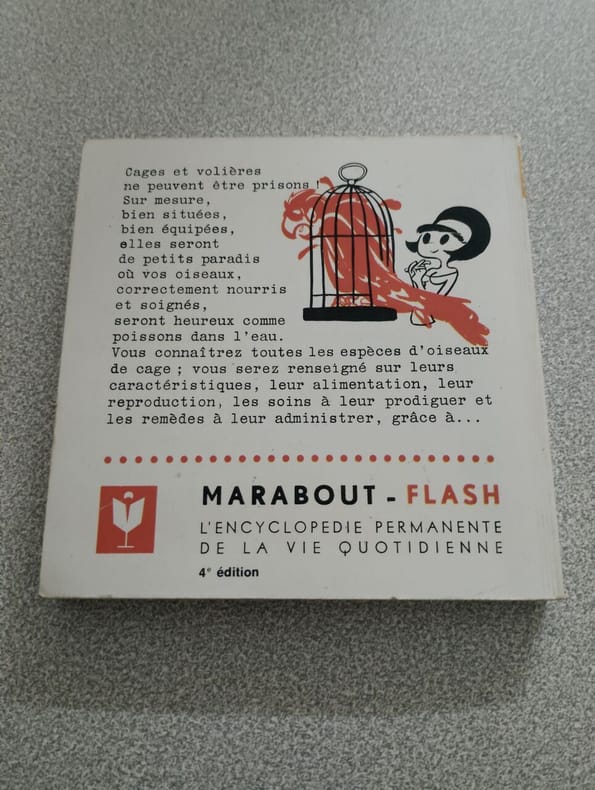 Cages et volières
ne peuvent être prisons !
Sur mesure,
bien situées,
bien équipées,
elles seront
de petits paradis
où vos oiseaux,
correctement nourris
et soignés,
seront heureux comme
poissons dans l'eau.
Vous connaîtrez toutes les espèces d'oiseaux
de cage ; vous serez renseigné sur leurs
caractéristiques, leur alimentation, leur
reproduction, les soins à leur prodiguer et
les remèdes à leur administrer, grâce à...
MARABOUT - FLASH
L'ENCYCLOPEDIE PERMANENTE
DE LA VIE QUOTIDIENNE
4e édition